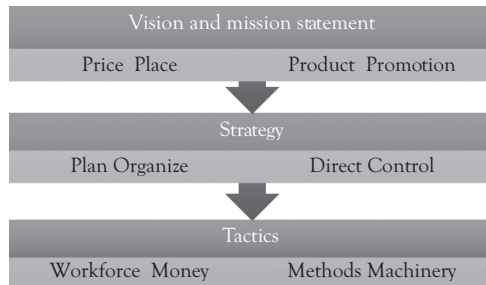 Vision and mission statement
Price Place Product Promotion
Strategy
Plan Organize Direct Control
Tactics
Workforce Money Methods Machinery